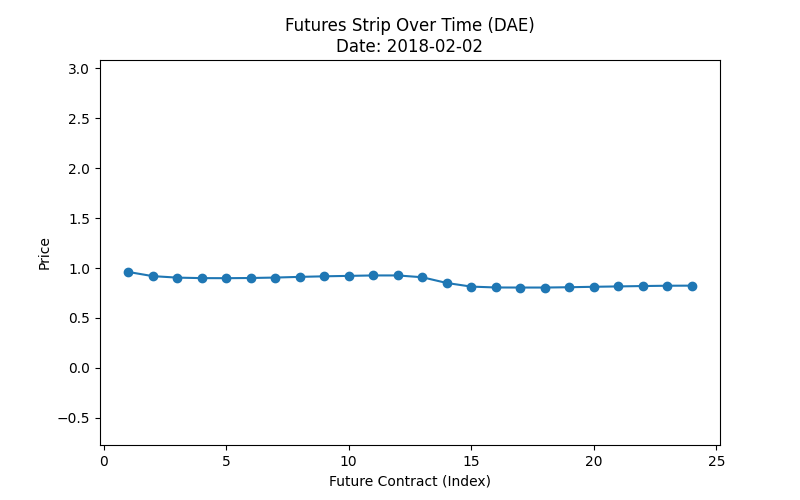 Futures Strip Over Time (DAE)
Date: 2018-02-02
3.0
2.5
2.0
1.5
1.0
0.5
0.0
−0.5
Price
0 5 10 15 20 25
Future Contract (Index)